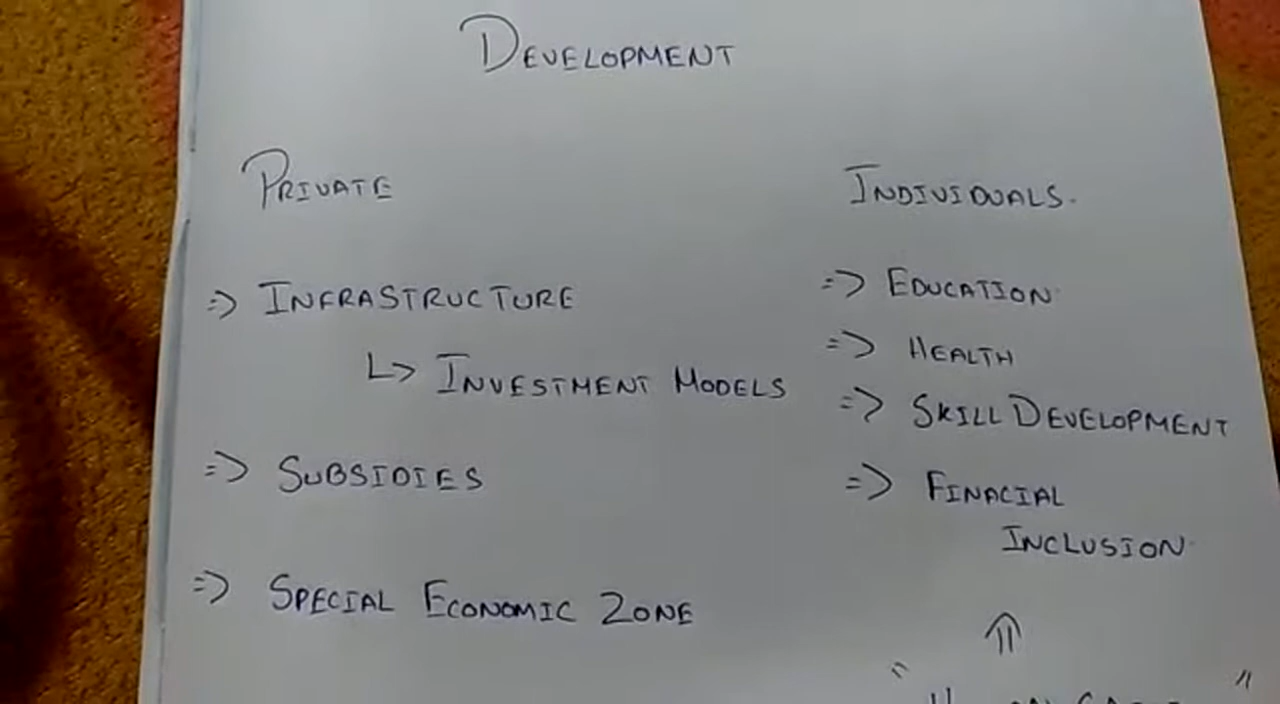 DEVELOPMENT
PRIVATE
=> INFRASTRUCTURE
↳ INVESTMENT MODELS
=> SUBSIDIES
=> SPECIAL ECONOMIC ZONE
INDIVIDUALS.
=> EDUCATION
=> HEALTH
=> SKILL DEVELOPMENT
=> FINACIAL
INCLUSION